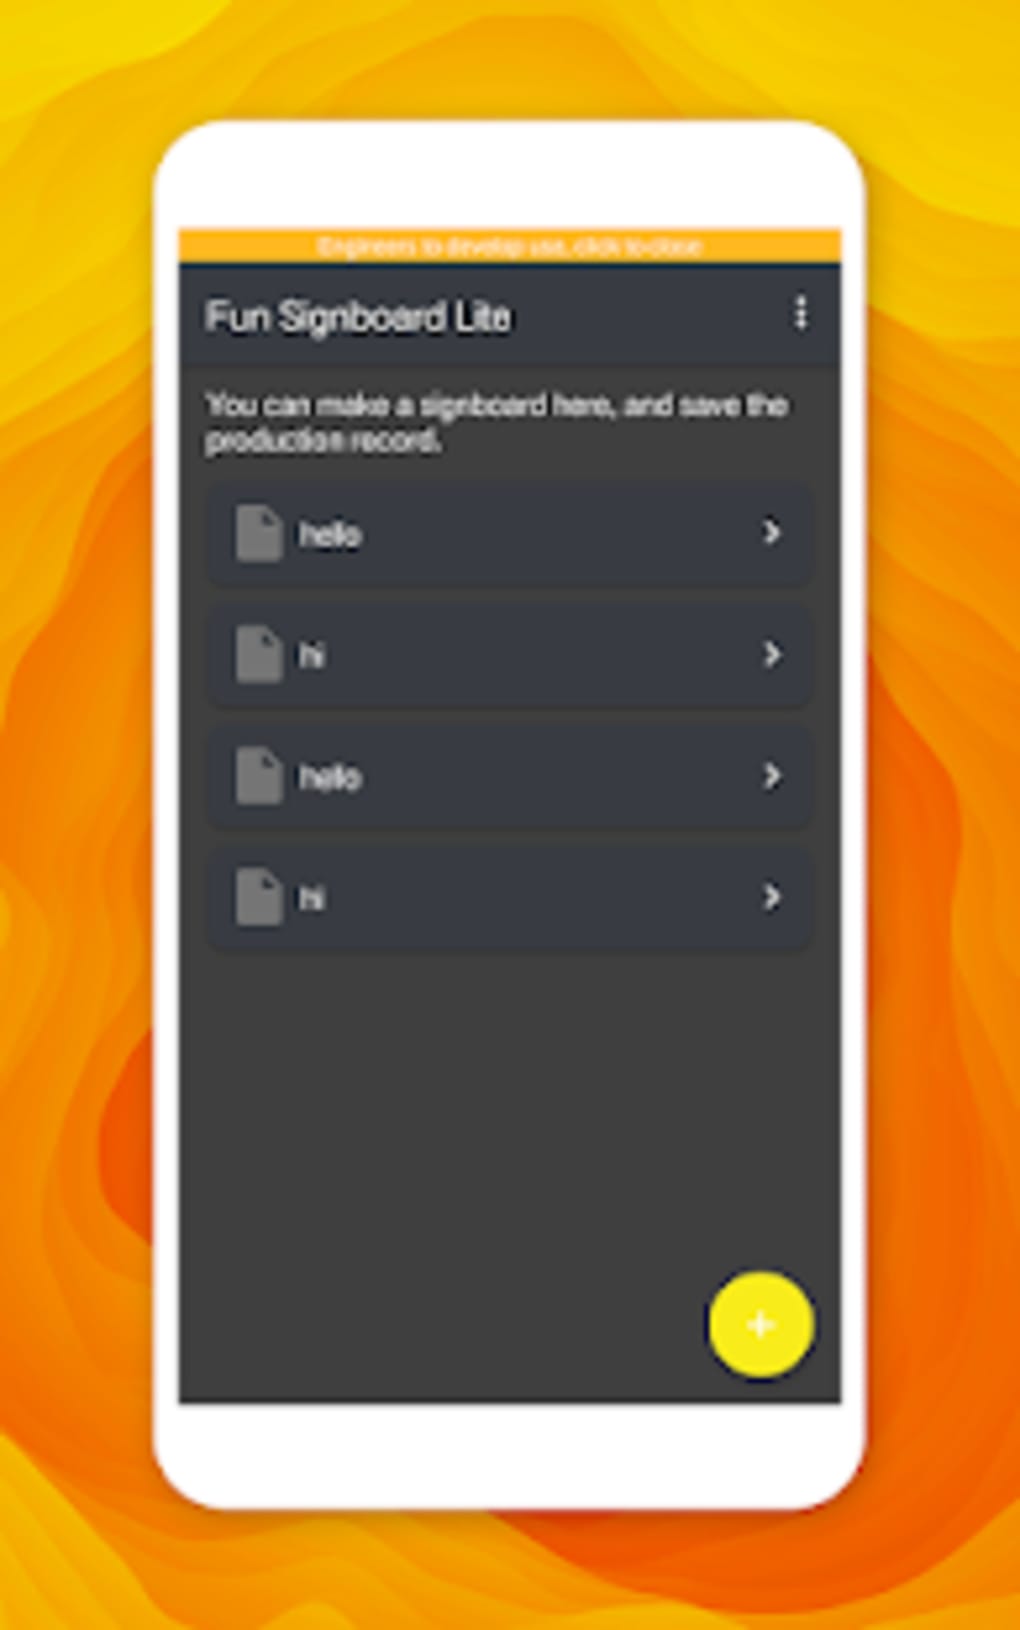 Engineers to develop use, click to close
Fun Signboard Lite
You can make a signboard here, and save the
production record.
hello
hi
hello
hi